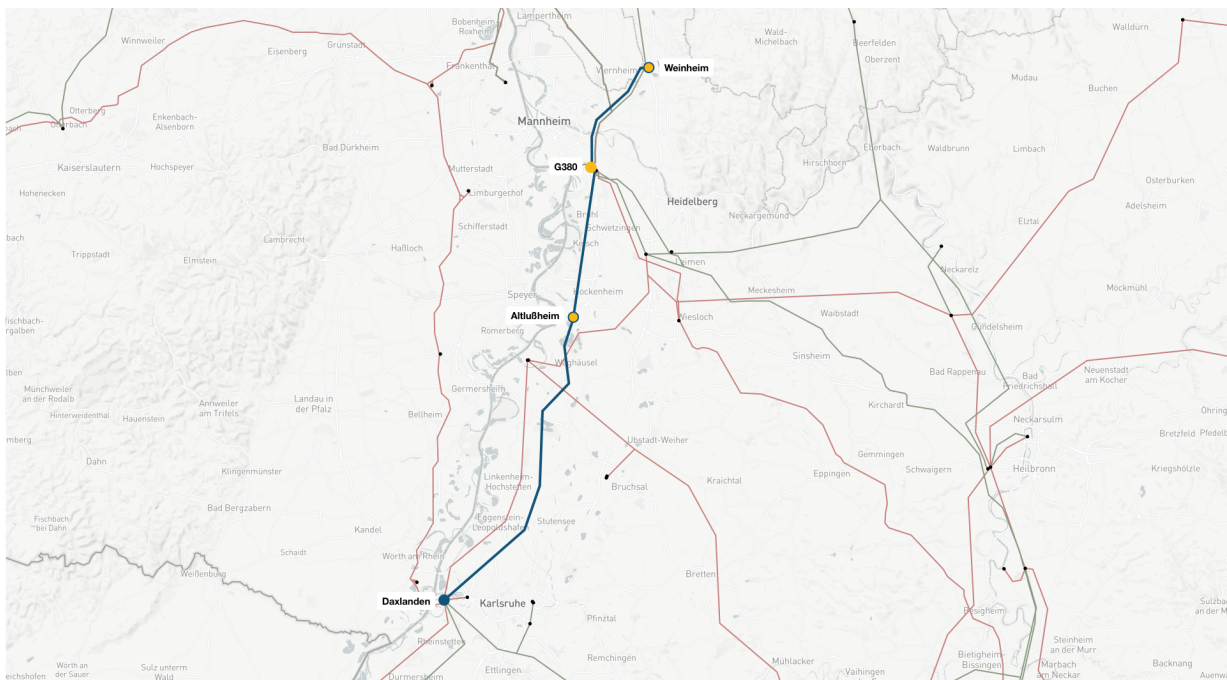 Lampertheim
Bobenheim
Roxheim
Winnweiler
Eisenberg
Grünstadt
Wald-
Michelbach
Beerfelden
Oberzent
Walldürn
Frankenthal
Weinheim
Mudau
Buchen
Otterberg
Otterbach
Enkenbach-
Alsenborn
Mannheim
Bad Dürkheim
Kaiserslautern
Hochspeyer
Mutterstadt
G380
Hirschhorn
Eberbach
Waldbrunn
Limbach
Hohenecken
Limburgerhof
Heidelberg
Osterburken
Adelsheim
Neckargemünd
Schifferstadt
Brühl
Schwetzingen
Elztal
Lambrecht
Haßloch
Ketsch
Trippstadt
Elmstein
Leimen
Neckarelz
Meckesheim
Möckmühl
Speyer
Hockenheim
Altlußheim
Waibstadt
Wiesloch
Römerberg
Gundelsheim
Sinsheim
Waghäusel
Bad Rappenau
Bad
Friedrichshall
Neuenstadt
am Kocher
Münchweiler
an der Rodalb
Annweiler
am Trifels
Landau in
der Pfalz
Germersheim
Hinterweidenthal
Hauenstein
Bellheim
Kirchardt
Neckarsulm
Öhring
Bretzfeld
Pfedelb
Ubstadt-Weiher
Gemmingen
Schwaigern
Heilbronn
Dahn
Klingenmünster
Eppingen
Kriegshölzle
Linkenheim-
Hochstetten
Kraichtal
Bruchsal
Bad Bergzabern
Eggenstein-
Leopoldshafen
Stutensee
Fischbach
bei Dahn
Kandel
Schaidt
Wörth am Rhein
Weißenburg
Bretten
Daxlanden
Karlsruhe
Pfinztal
Besigheim
Rheinstetten
Steinheim
an der Murr
Remchingen
Mühlacker
Bietigheim-
Bissingen
Ettlingen
Durmersheim
Vaihingen
Marbach
am Neckar
Backnang
Wörth an
der Sauer
Sulz unterm
Wald